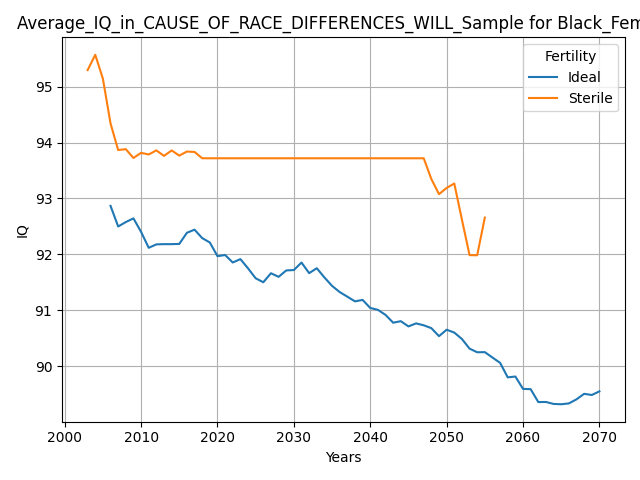 Average_IQ_in_CAUSE_OF_RACE_DIFFERENCES_WILL_Sample for Black_Fem
Fertility
Ideal
Sterile
95
94
93
92
91
90
IQ
2000 2010 2020 2030 2040 2050 2060 2070
Years